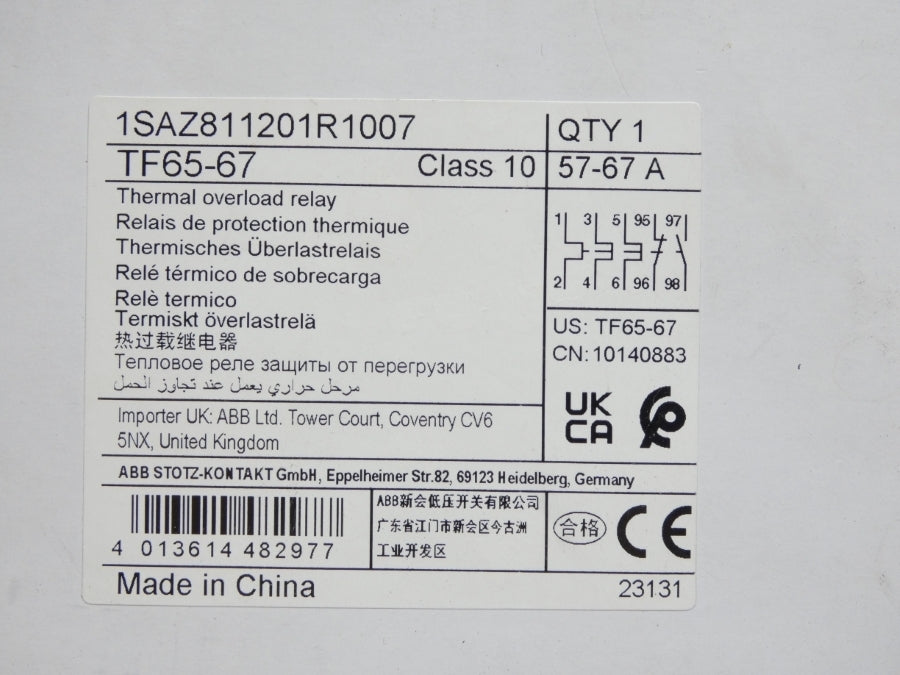 1SAZ811201R1007
QTY 1
TF65-67 Class 10
57-67 A
Thermal overload relay
Relais de protection thermique
Thermisches Überlastrelais
Relé térmico de sobrecarga
Relè termico
Termiskt överlastrelä
热过载继电器
Тепловое реле защиты от перегрузки
مرحل حراري يعمل عند تجاوز الحمل
1 3 5 95 97
2 4 6 96 98
US: TF65-67
CN: 10140883
UK
CA
Importer UK: ABB Ltd. Tower Court, Coventry CV6
5NX, United Kingdom
ABB STOTZ-KONTAKT GmbH, Eppelheimer Str.82, 69123 Heidelberg, Germany
4 013614 482977
ABB新会低压开关有限公司
广东省江门市新会区今古洲
工业开发区
合格
CE
Made in China
23131